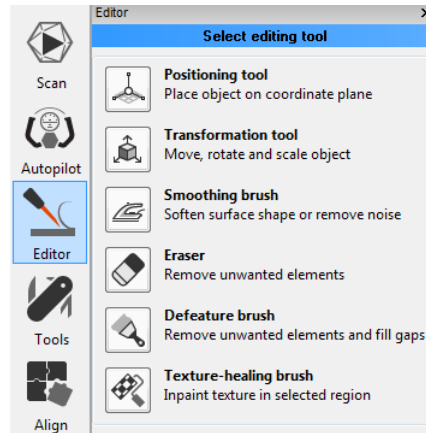 Editor
Select editing tool
Scan
Autopilot
Editor
Tools
Align
Positioning tool
Place object on coordinate plane
Transformation tool
Move, rotate and scale object
Smoothing brush
Soften surface shape or remove noise
Eraser
Remove unwanted elements
Defeature brush
Remove unwanted elements and fill gaps
Texture-healing brush
Inpaint texture in selected region